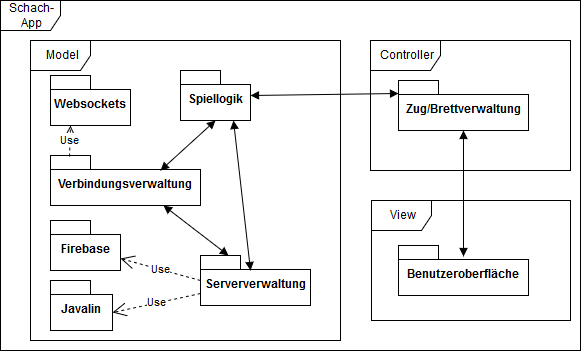 Schach-
App
Model
Controller
Websockets
Spiellogik
Zug/Brettverwaltung
Use
Verbindungsverwaltung
View
Firebase
Use
Benutzeroberfläche
Serververwaltung
Use
Javalin